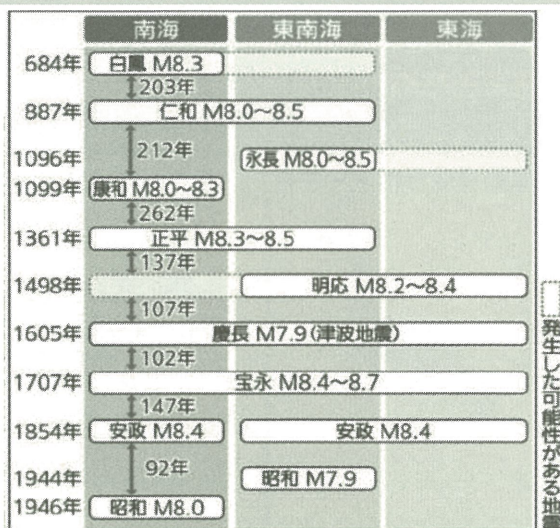 南海 東南海 東海
684年 白鳳 M8.3
203年
887年 仁和 M8.0〜8.5
212年
1096年 永長 M8.0〜8.5
1099年 康和 M8.0〜8.3
262年
1361年 正平 M8.3〜8.5
137年
1498年 明応 M8.2〜8.4
107年
1605年 慶長 M7.9(津波地震)
102年
1707年 宝永 M8.4〜8.7
147年
1854年 安政 M8.4 安政 M8.4
92年
1944年 昭和 M7.9
1946年 昭和 M8.0
発生した可能性がある地